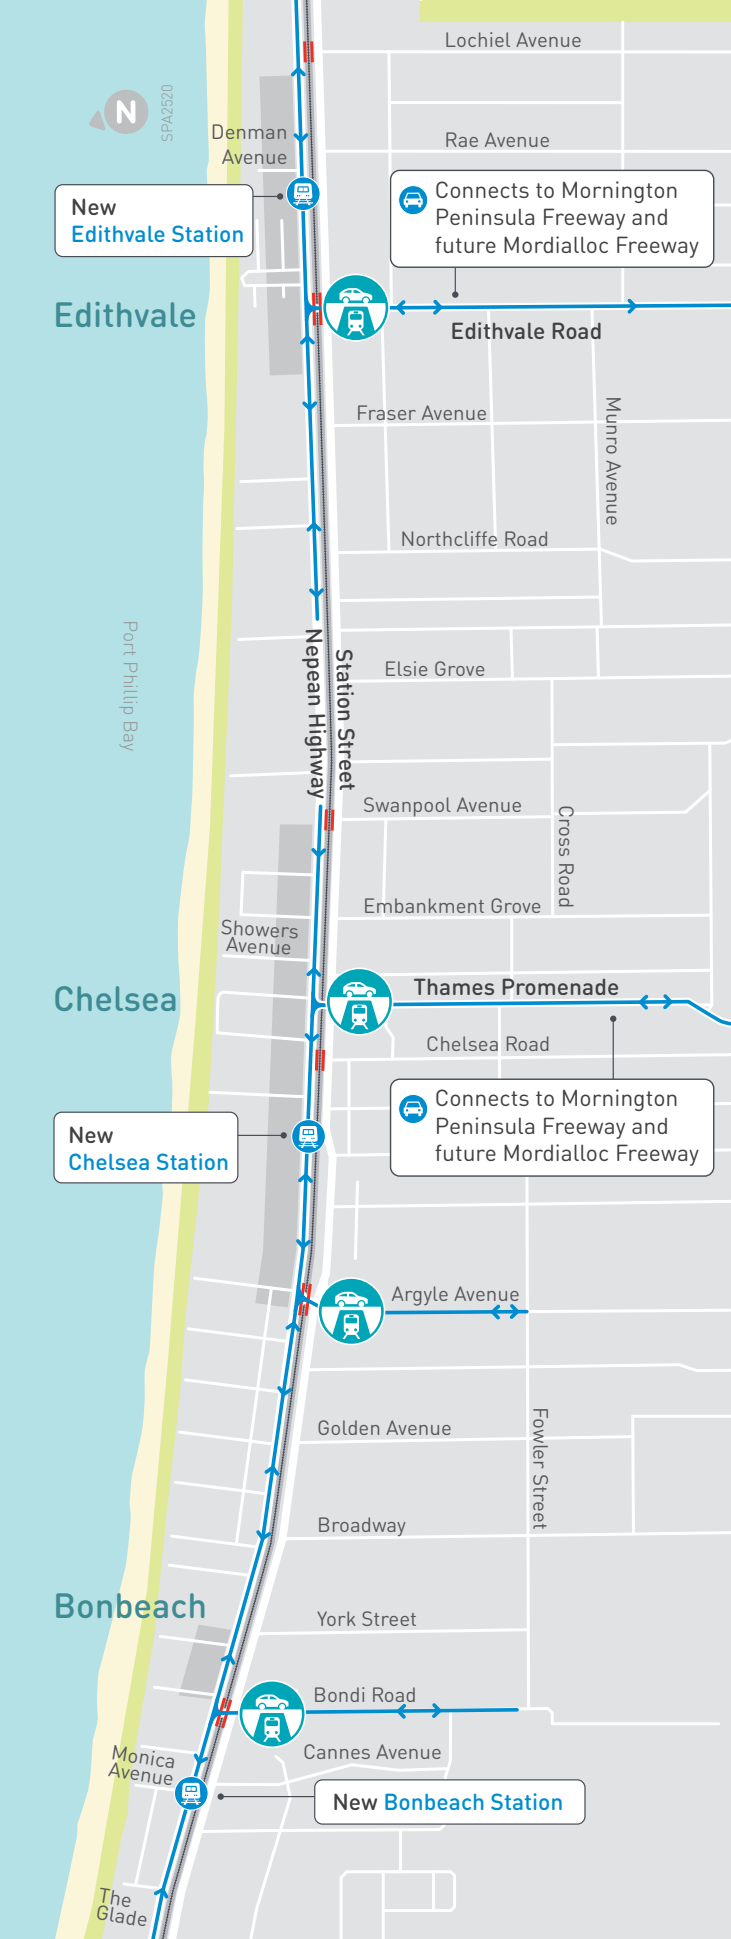 Lochiel Avenue
N
SPA2520
Denman
Avenue
Rae Avenue
New
Edithvale Station
Connects to Mornington
Peninsula Freeway and
future Mordialloc Freeway
Edithvale
Edithvale Road
Fraser Avenue
Munro Avenue
Northcliffe Road
Port Phillip Bay
Nepean Highway
Station Street
Elsie Grove
Swanpool Avenue
Cross Road
Embankment Grove
Showers
Avenue
Chelsea
Thames Promenade
Chelsea Road
Connects to Mornington
Peninsula Freeway and
future Mordialloc Freeway
New
Chelsea Station
Argyle Avenue
Golden Avenue
Fowler Street
Broadway
Bonbeach
York Street
Bondi Road
Monica
Avenue
Cannes Avenue
New Bonbeach Station
The
Glade